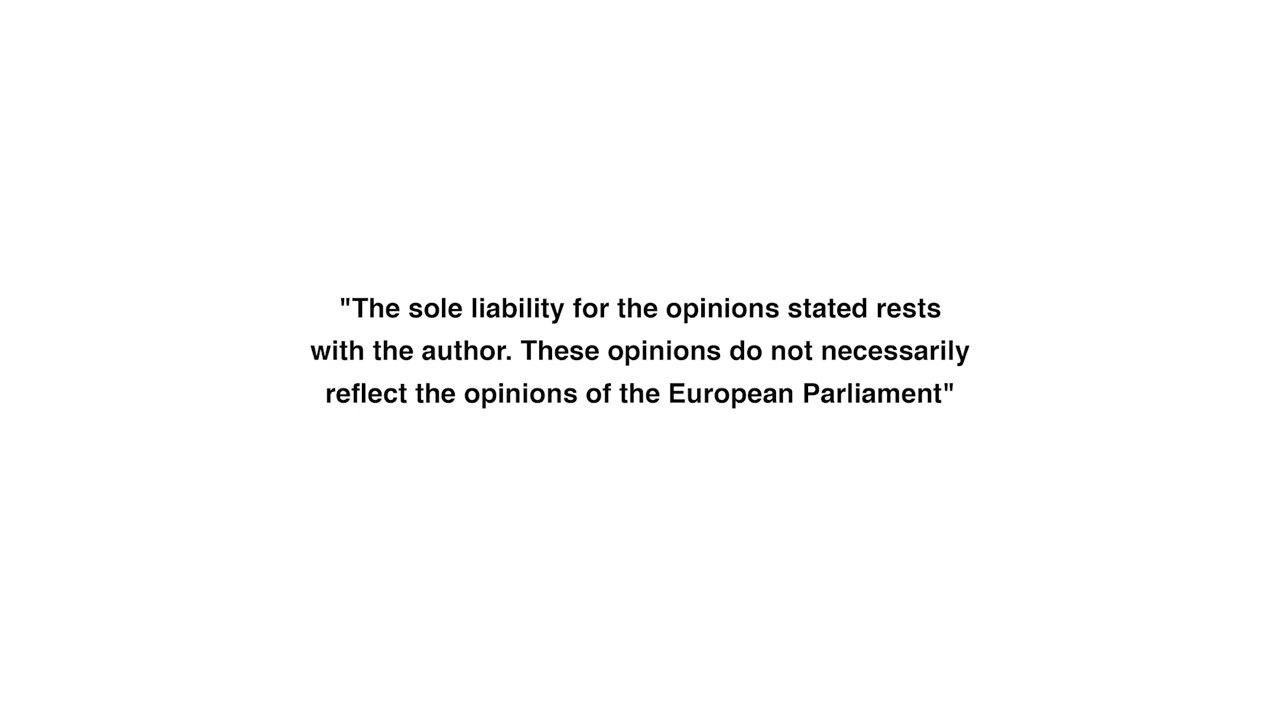 "The sole liability for the opinions stated rests
with the author. These opinions do not necessarily
reflect the opinions of the European Parliament"